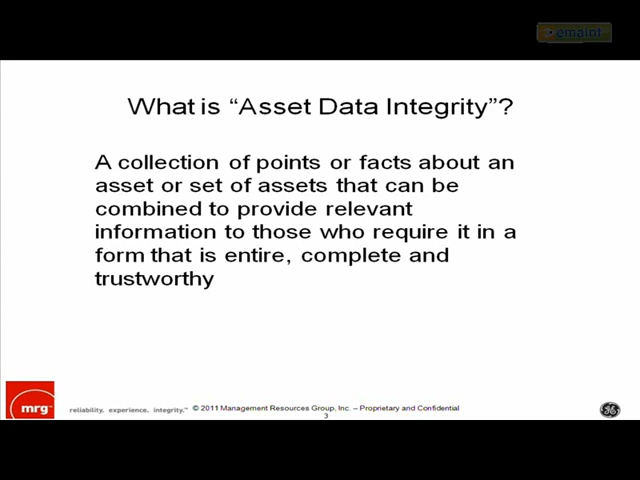 emaint
What is “Asset Data Integrity”?
A collection of points or facts about an
asset or set of assets that can be
combined to provide relevant
information to those who require it in a
form that is entire, complete and
trustworthy
mrg
reliability. experience. integrity.™ © 2011 Management Resources Group, Inc. – Proprietary and Confidential
3